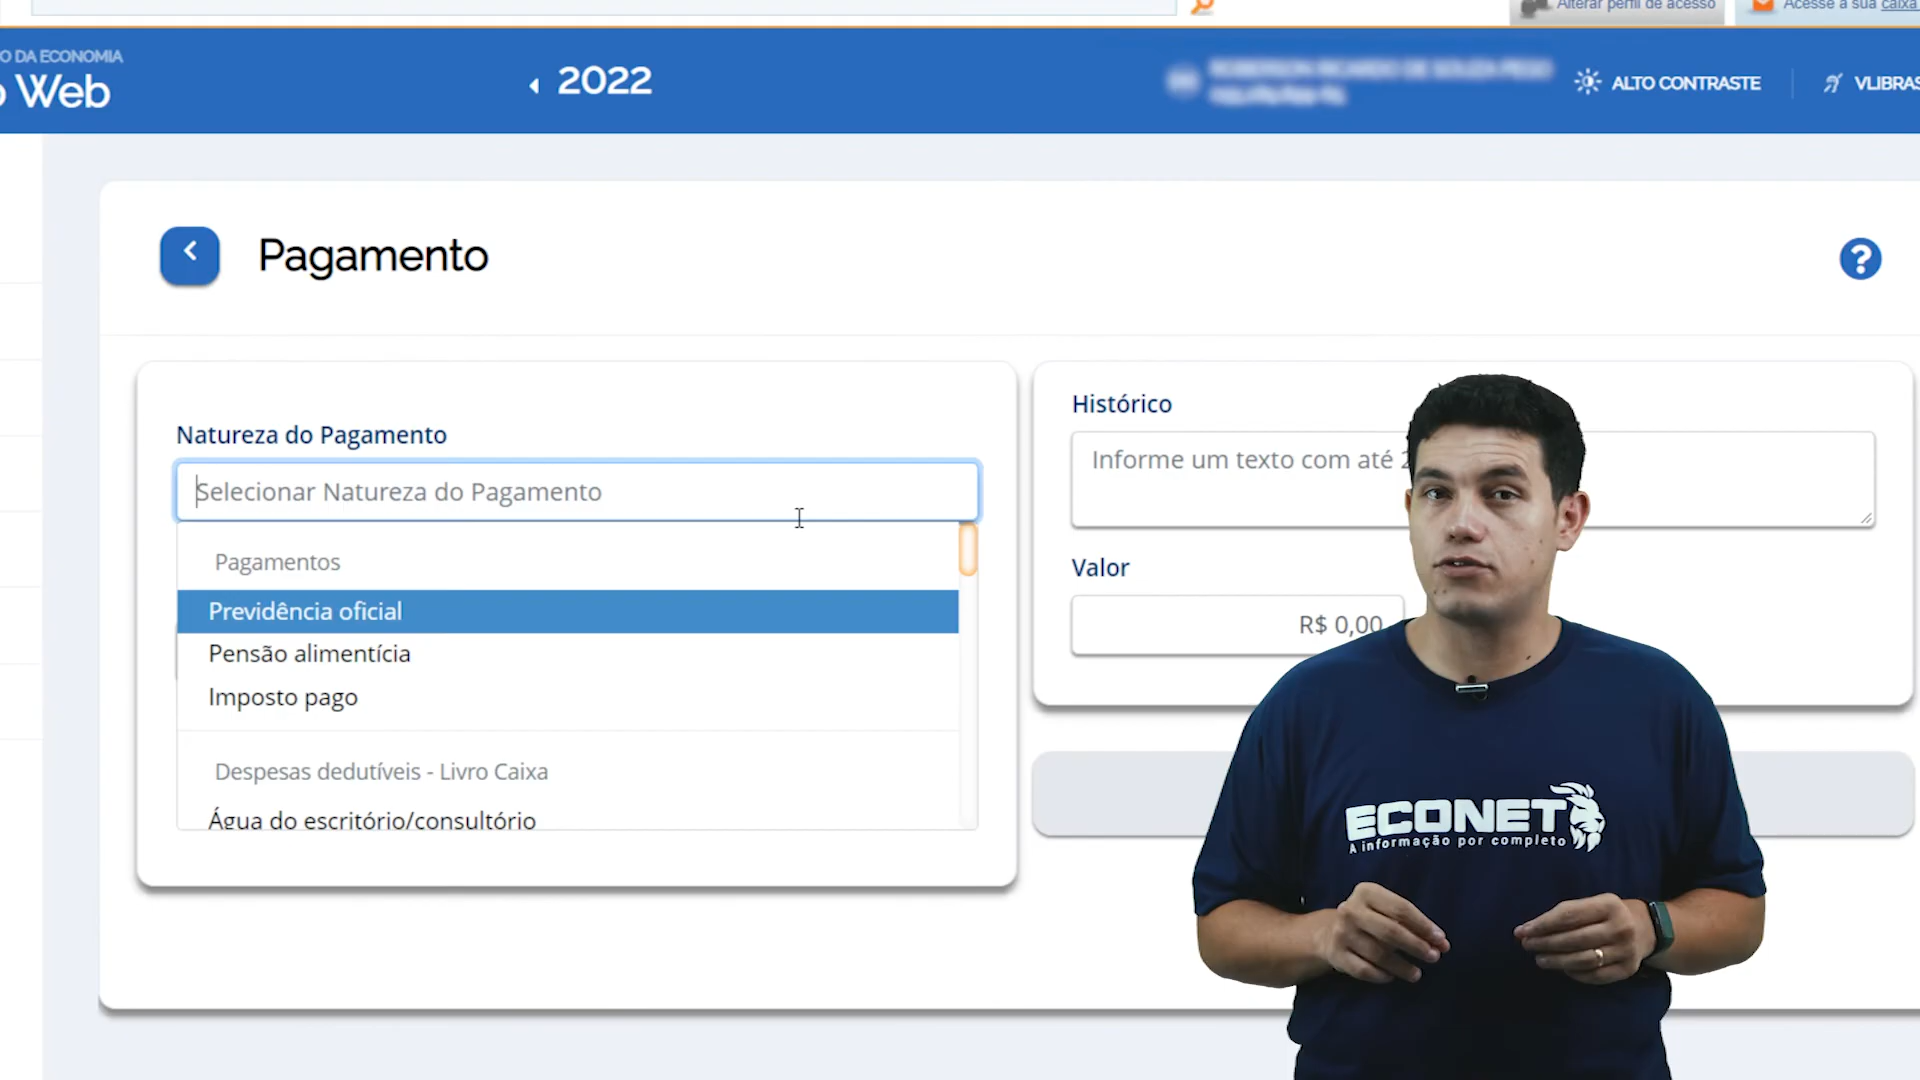 Alterar perfil de acesso
Acesse a sua caixa
O DA ECONOMIA
o Web
2022
ALTO CONTRASTE
VLIBRAS
Pagamento
?
Natureza do Pagamento
Selecionar Natureza do Pagamento
Pagamentos
Previdência oficial
Pensão alimentícia
Imposto pago
Despesas dedutíveis - Livro Caixa
Água do escritório/consultório
Histórico
Informe um texto com até 2
Valor
R$ 0,00
ECONET
A informação por completo